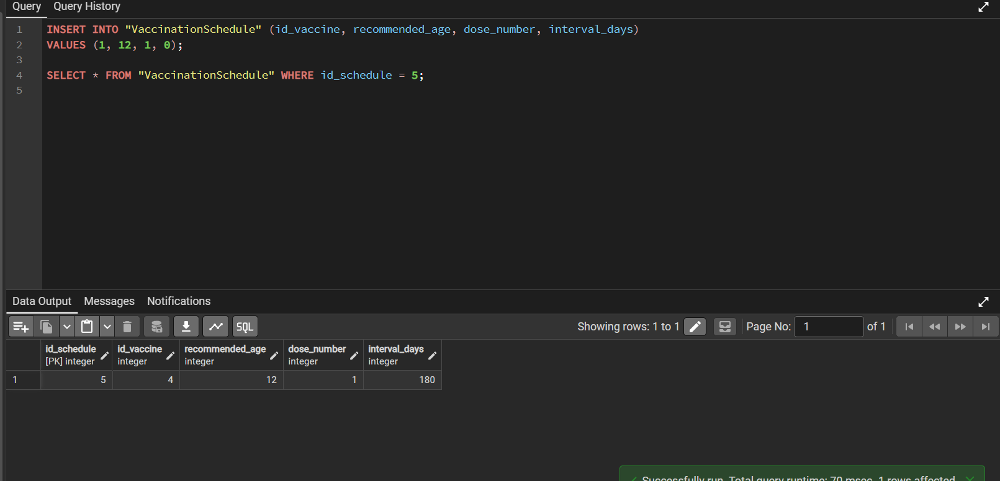 Query Query History
1 INSERT INTO "VaccinationSchedule" (id_vaccine, recommended_age, dose_number, interval_days)
2 VALUES (1, 12, 1, 0);
3
4 SELECT * FROM "VaccinationSchedule" WHERE id_schedule = 5;
5
Data Output Messages Notifications
SQL Showing rows: 1 to 1 Page No: 1 of 1
id_schedule id_vaccine recommended_age dose_number interval_days
[PK] integer integer integer integer integer
1 5 4 12 1 180
Successfully run. Total query runtime: 70 msec. 1 rows affected.